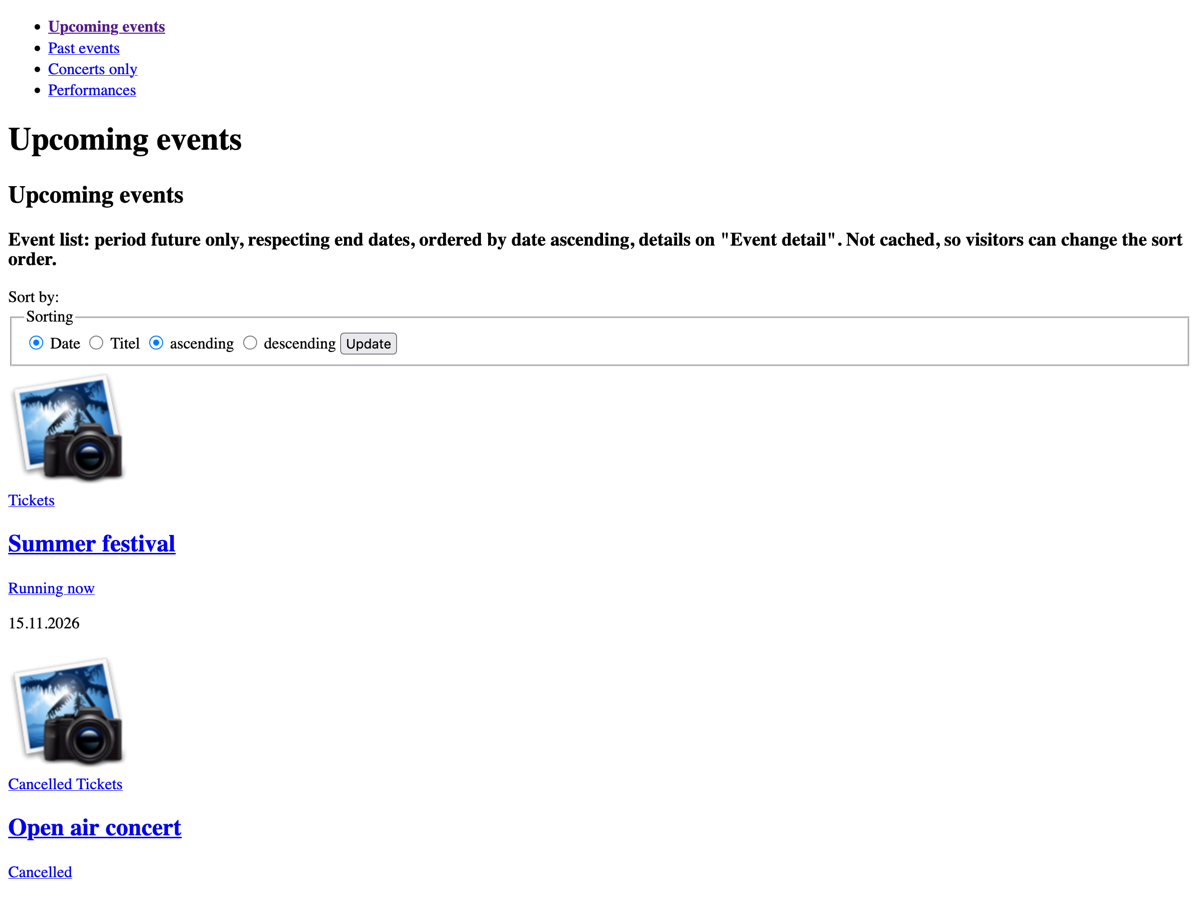 Upcoming events
Past events
Concerts only
Performances
Upcoming events
Upcoming events
Event list: period future only, respecting end dates, ordered by date ascending, details on "Event detail". Not cached, so visitors can change the sort
order.
Sort by:
Sorting
Date Titel ascending descending Update
Tickets
Summer festival
Running now
15.11.2026
Cancelled Tickets
Open air concert
Cancelled